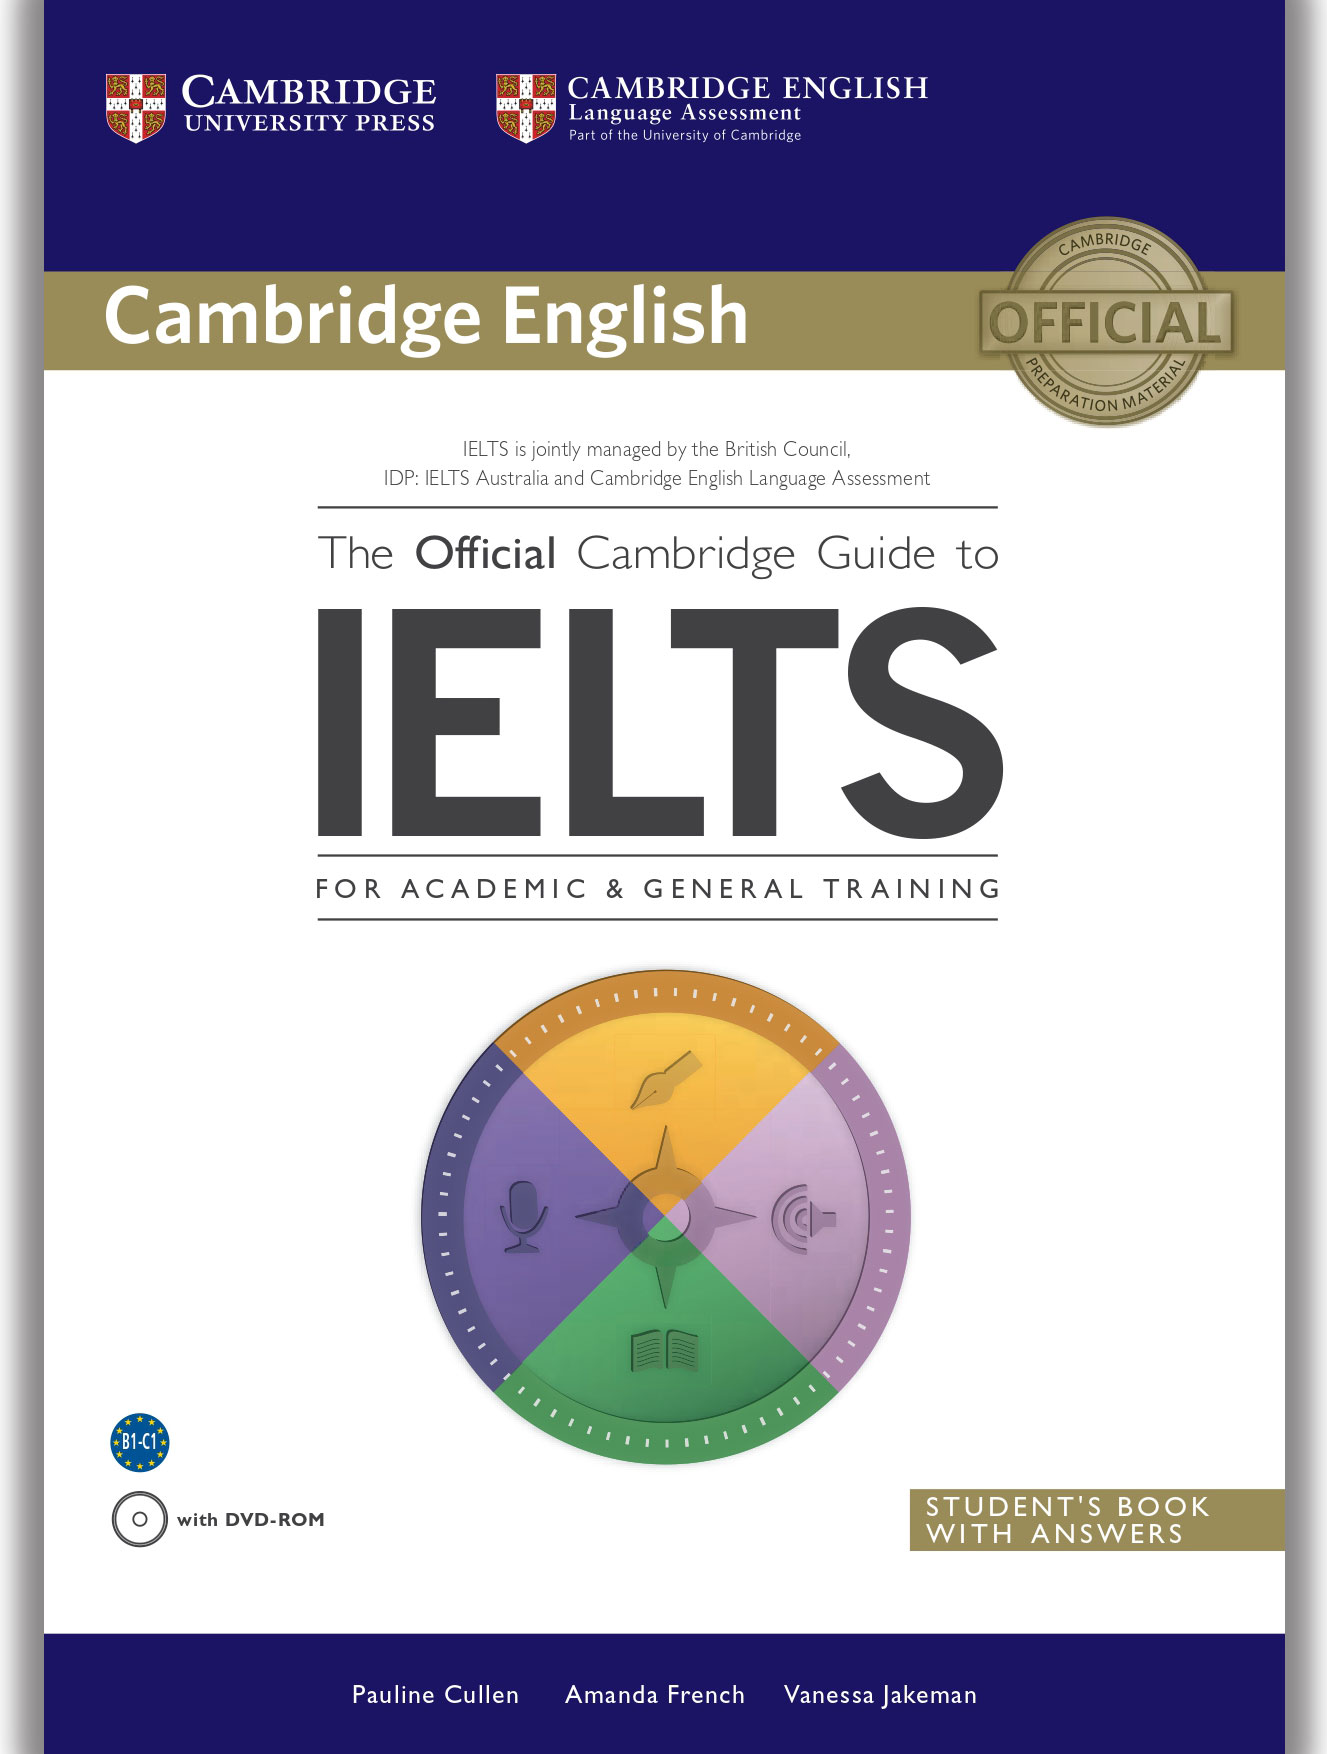 CAMBRIDGE
UNIVERSITY PRESS
CAMBRIDGE ENGLISH
Language Assessment
Part of the University of Cambridge
Cambridge English
CAMBRIDGE
OFFICIAL
PREPARATION MATERIAL
IELTS is jointly managed by the British Council,
IDP: IELTS Australia and Cambridge English Language Assessment
The Official Cambridge Guide to
IELTS
FOR ACADEMIC & GENERAL TRAINING
B1-C1
with DVD-ROM
STUDENT'S BOOK
WITH ANSWERS
Pauline Cullen Amanda French Vanessa Jakeman